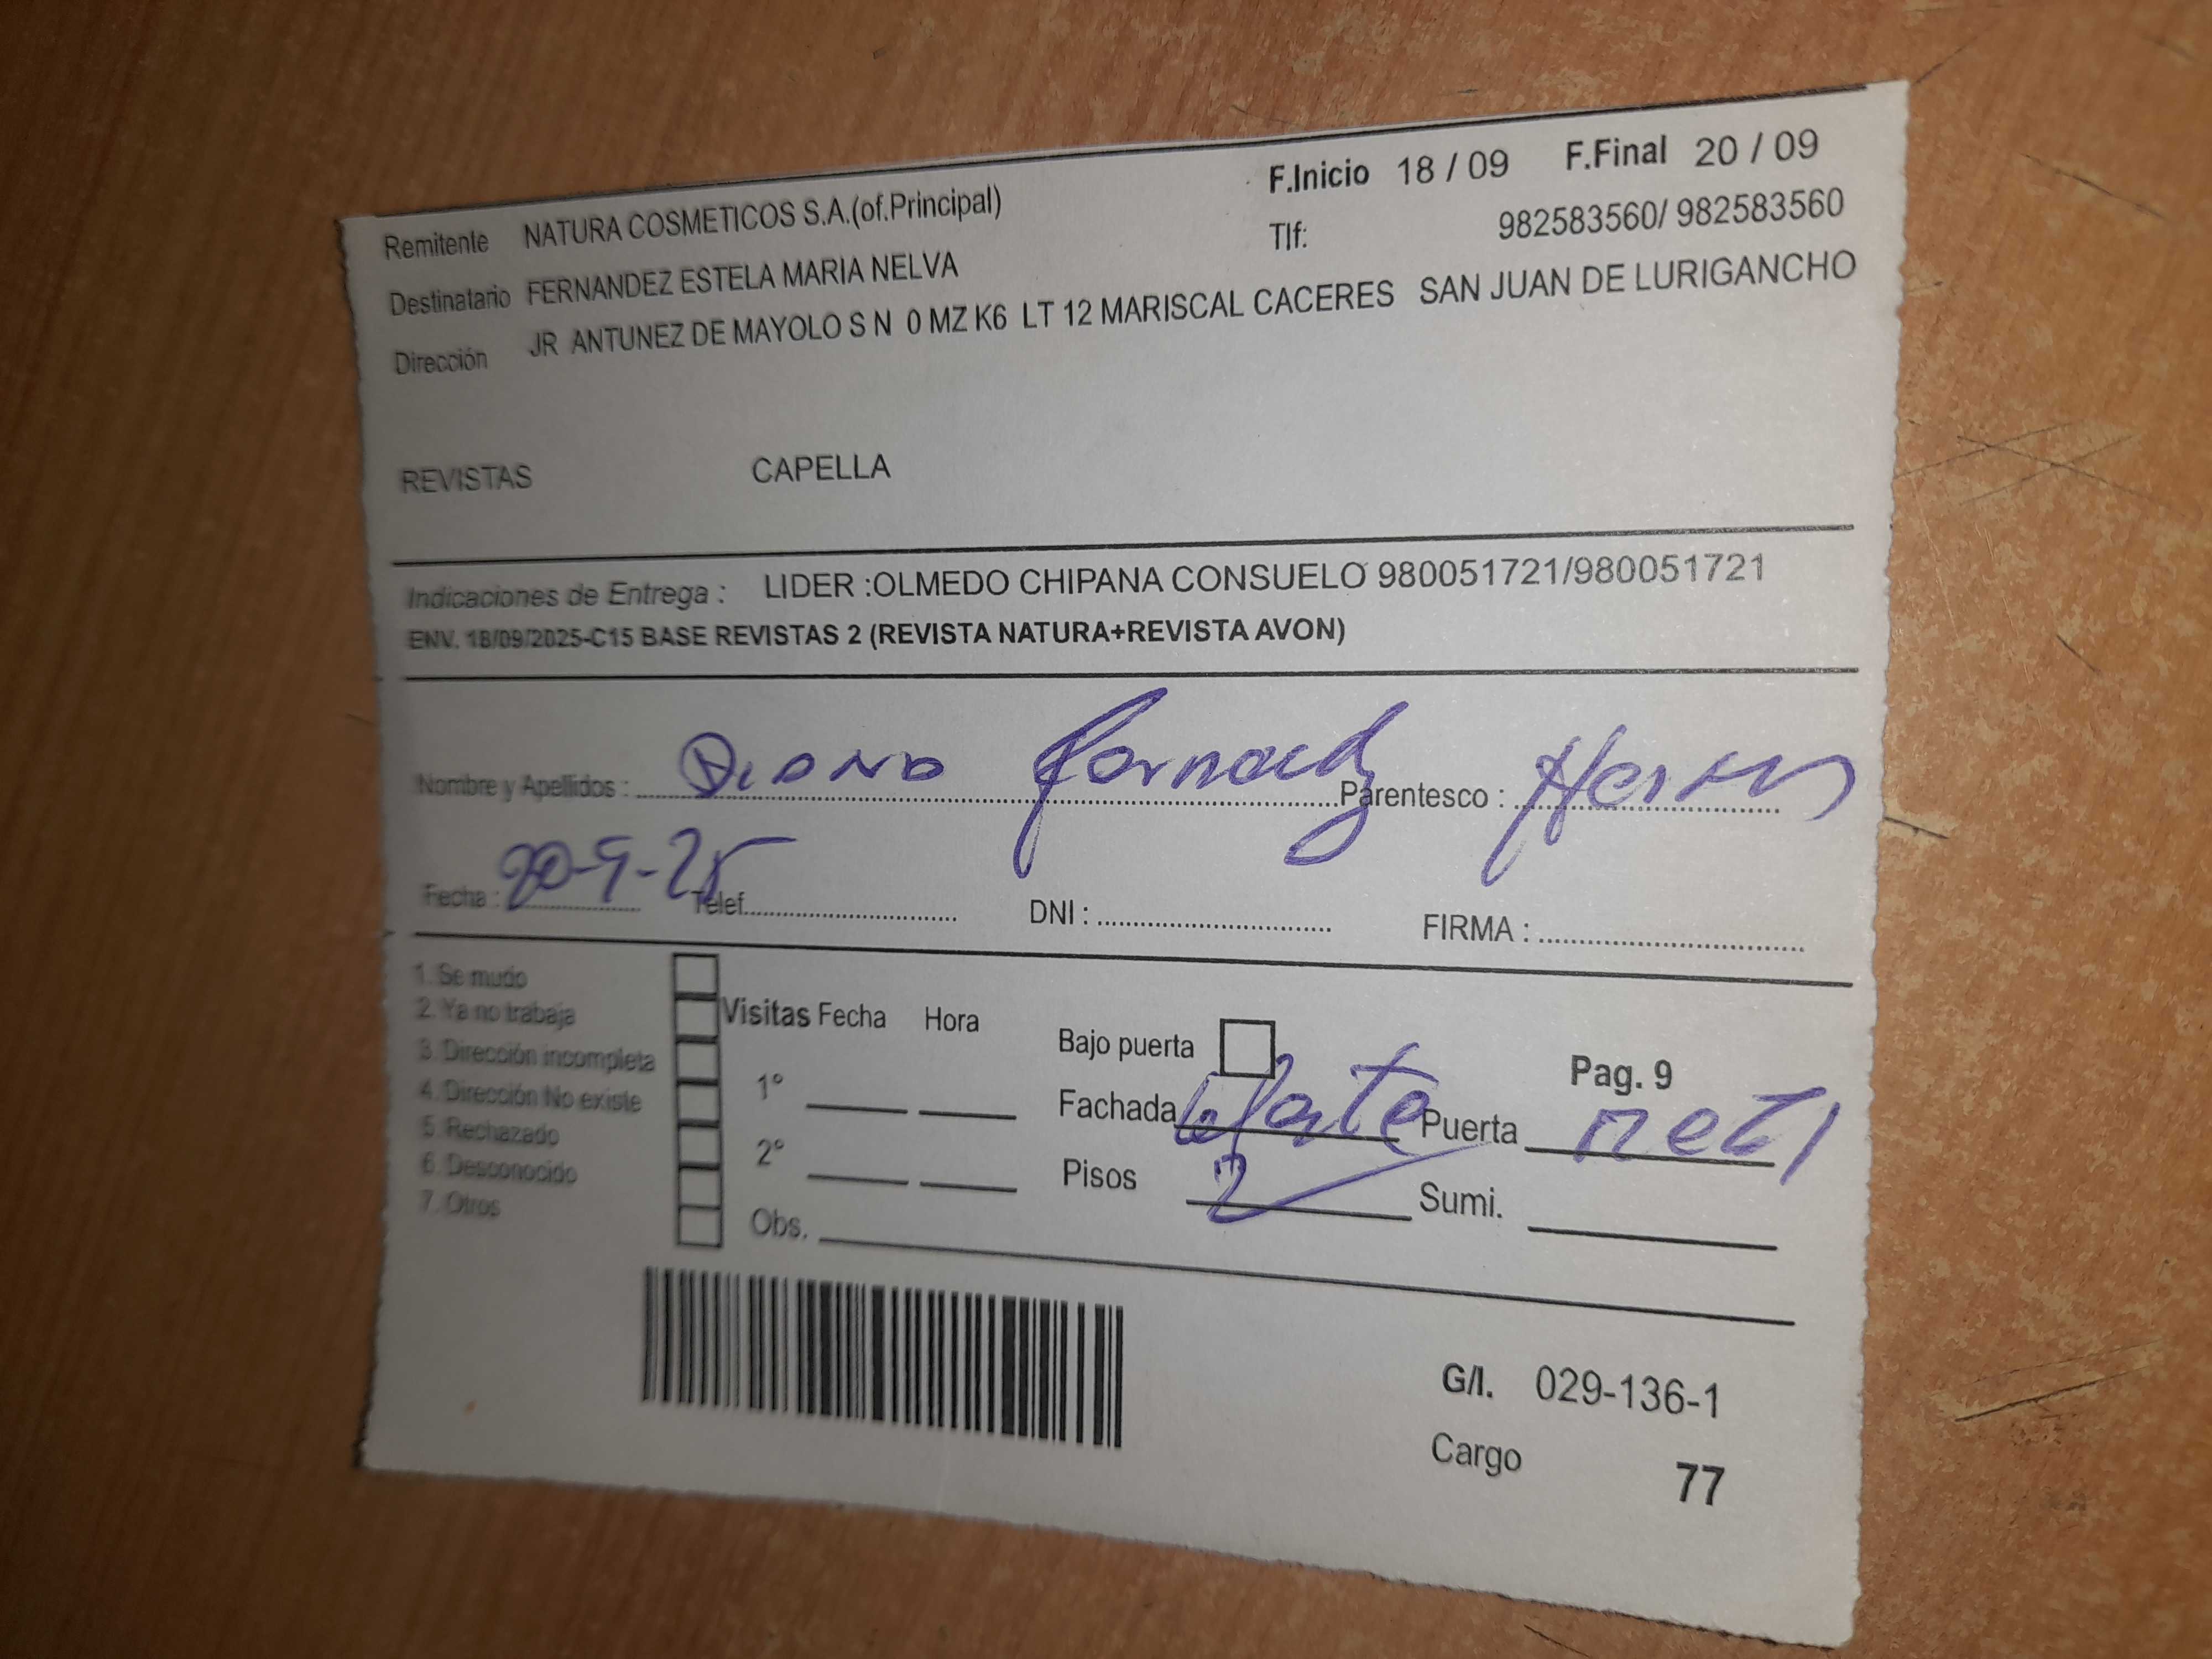 F.Inicio 18 / 09 F.Final 20 / 09
Remitente NATURA COSMETICOS S.A.(of.Principal) Tlf: 982583560/ 982583560
Destinatario FERNANDEZ ESTELA MARIA NELVA
Dirección JR ANTUNEZ DE MAYOLO S N 0 MZ K6 LT 12 MARISCAL CACERES SAN JUAN DE LURIGANCHO
REVISTAS CAPELLA
Indicaciones de Entrega : LIDER :OLMEDO CHIPANA CONSUELO 980051721/980051721
ENV. 18/09/2025-C15 BASE REVISTAS 2 (REVISTA NATURA+REVISTA AVON)
Nombre y Apellidos : Diana Parentesco :
Fecha : 20-9-25 Telef. DNI : FIRMA :
1. Se mudo
2. Ya no trabaja
3. Dirección incompleta
4. Dirección No existe
5. Rechazado
6. Desconocido
7. Otros
Visitas Fecha Hora
1°
2°
Obs.
Bajo puerta Pag. 9
Fachada Puerta
Pisos 2 Sumi.
G/I. 029-136-1
Cargo 77